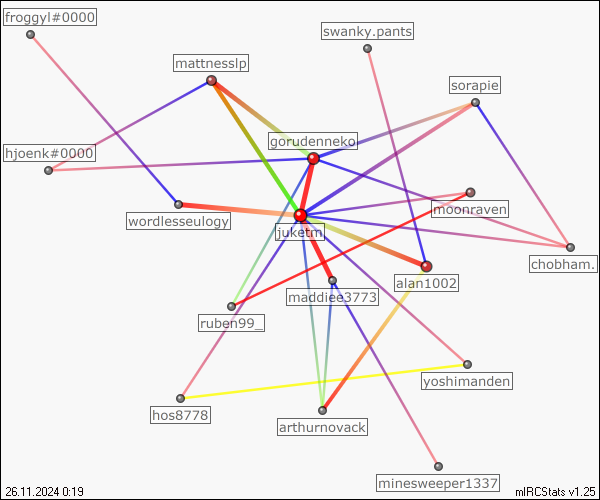 froggyl#0000
swanky.pants
mattnesslp
sorapie
gorudenneko
hjoenk#0000
moonraven
wordlesseulogy
juketm
chobham.
alan1002
maddiee3773
ruben99_
yoshimanden
hos8778
arthurnovack
minesweeper1337
26.11.2024 0:19
mIRCStats v1.25